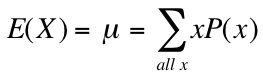 E(X) = μ = ∑xP(x)
all x